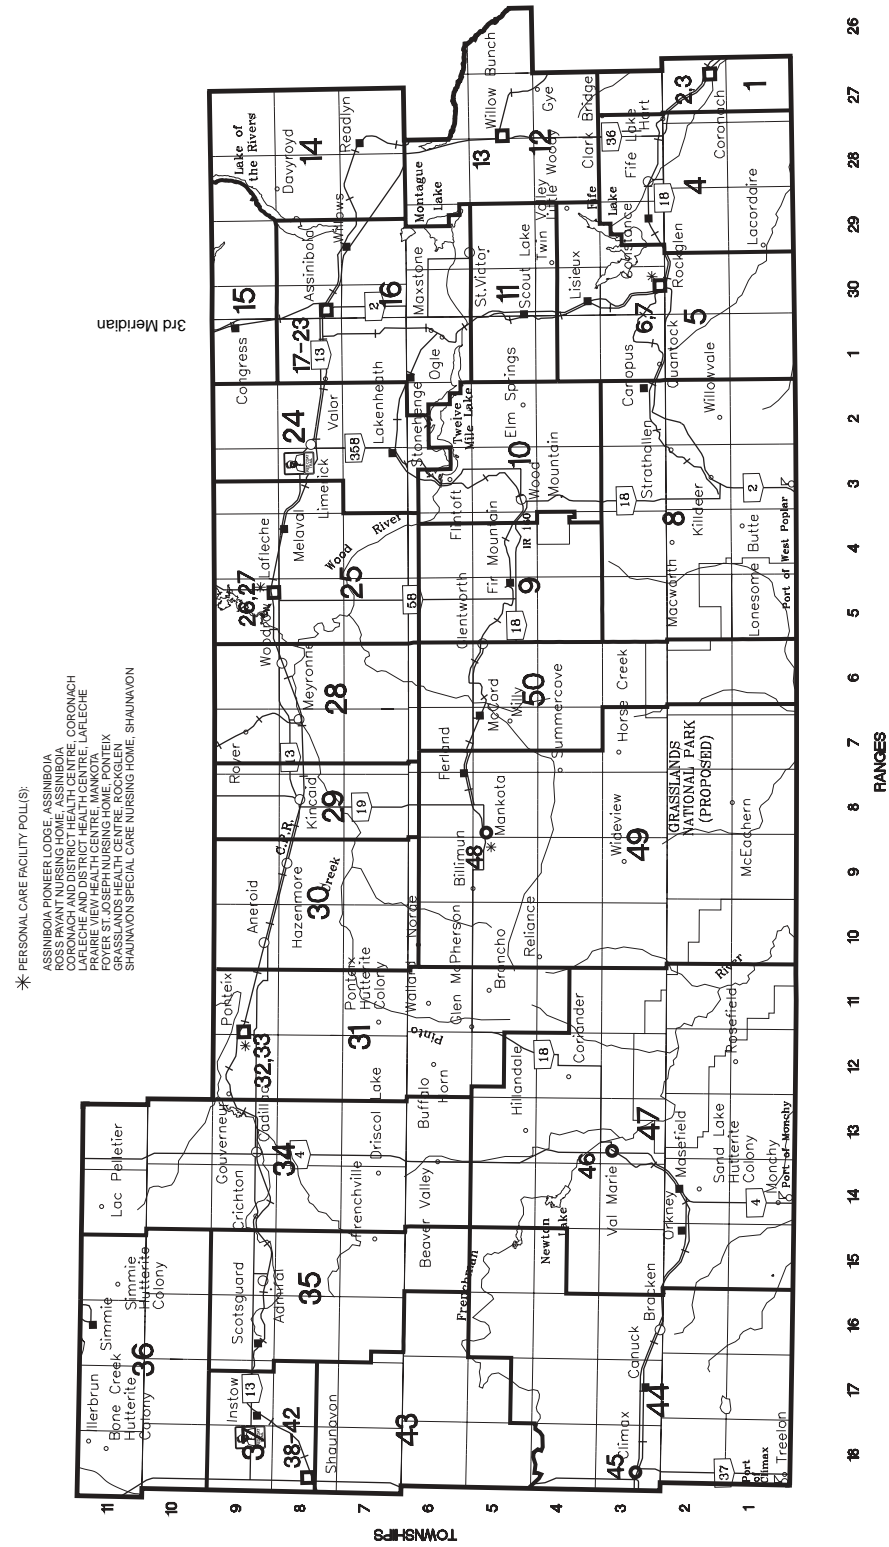 ✳ PERSONAL CARE FACILITY POLL(S):
ASSINIBOIA PIONEER LODGE, ASSINIBOIA
ROSS PAYANT NURSING HOME, ASSINIBOIA
CORONACH AND DISTRICT HEALTH CENTRE, CORONACH
LAFLECHE AND DISTRICT HEALTH CENTRE, LAFLECHE
PRAIRIE VIEW HEALTH CENTRE, MANKOTA
FOYER ST. JOSEPH NURSING HOME, PONTEIX
GRASSLANDS HEALTH CENTRE, ROCKGLEN
SHAUNAVON SPECIAL CARE NURSING HOME, SHAUNAVON
3rd Meridian
TOWNSHIPS
11
10
9
8
7
6
5
4
3
2
1
RANGES
18
17
16
15
14
13
12
11
10
9
8
7
6
5
4
3
2
1
30
29
28
27
26
Illerbrun
Bone Creek
Hutterite
Colony
Simmie
Simmie
Hutterite
Colony
36
Lac Pelletier
Instow
13
37
38-42
Shaunavon
43
Scotsguard
Admiral
35
Crichton
Gouverneur
Cadillac
34
4
Frenchville
Driscol Lake
Beaver Valley
Buffalo
Horn
Ponteix
32,33
31
Ponteix
Hutterite
Colony
Wallard
Pinto
Norge
Aneroid
Hazenmore
30
Creek
C.P.R.
Kincaid
29
19
Royer
13
Meyronne
28
Woodrow
26,27
Lafleche
Melaval
25
Wood
River
58
Limerick
24
Valor
358
Lakenheath
Stonehenge
Ogle
Congress
15
17-23
13
Assiniboia
2
16
Maxstone
Willows
Lake of
the Rivers
Davyroyd
14
Readlyn
Montague
Lake
Willow Bunch
13
Gye
12
Little Woody
Clark Bridge
Twin Valley
St.Victor
Scout Lake
11
Lisieux
Fife
Lake
Constance
Fife Lake
Hart
36
18
4
2,3
1
Coronach
Lacordaire
Rockglen
6,7
5
Quantock
Canopus
Willowvale
Strathallen
Killdeer
8
18
2
Port of West Poplar
Twelve
Mile Lake
Elm Springs
10
Wood
Mountain
Flintoft
Fir Mountain
9
18
Glentworth
Macworth
Lonesome Butte
McCord
Milly
50
Summercove
Horse Creek
Ferland
Mankota
48
Billimun
Wideview
49
GRASSLANDS
NATIONAL PARK
(PROPOSED)
McEachern
Glen McPherson
Broncho
Reliance
River
Rosefield
Coriander
Hillandale
18
47
46
Val Marie
Masefield
Sand Lake
Hutterite
Colony
Monchy
Port of Monchy
4
Orkney
Newton
Lake
Frenchman
Bracken
Canuck
44
Climax
45
37
Port
of
Climax
Treelon